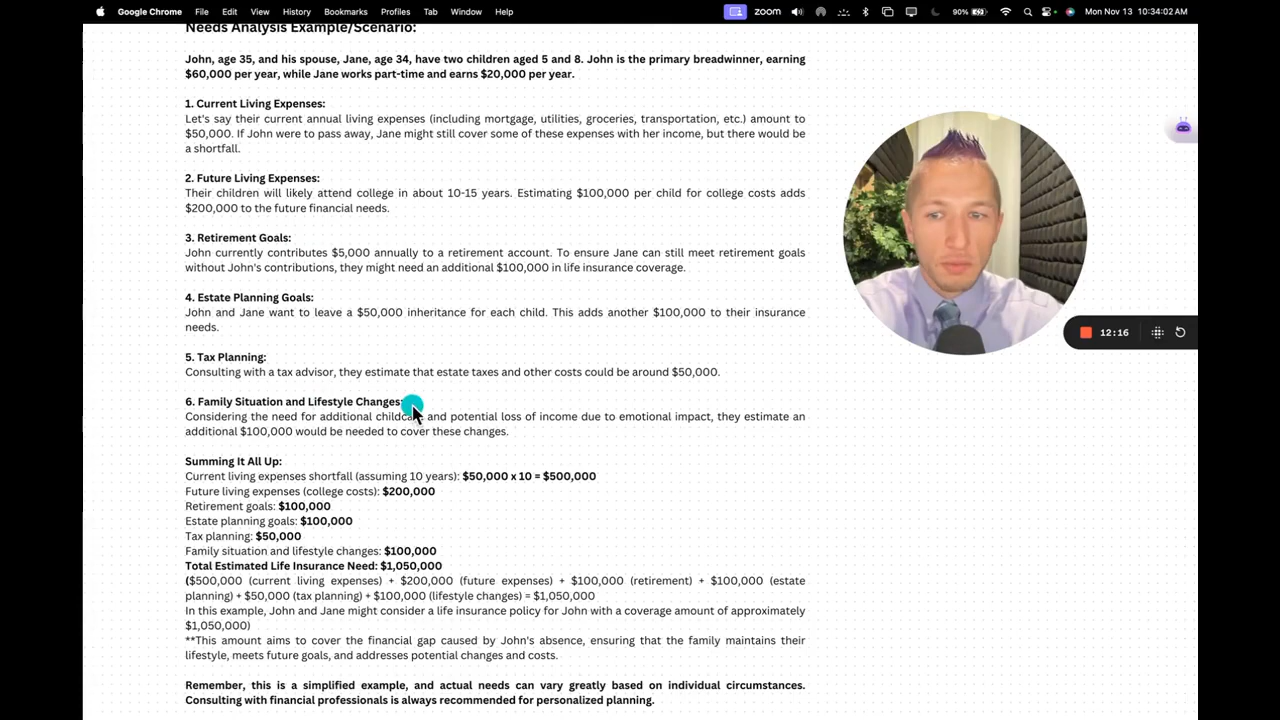 Google Chrome File Edit View History Bookmarks Profiles Tab Window Help zoom 90% Mon Nov 13 10:34:02 AM
Needs Analysis Example/Scenario:
John, age 35, and his spouse, Jane, age 34, have two children aged 5 and 8. John is the primary breadwinner, earning
$60,000 per year, while Jane works part-time and earns $20,000 per year.
1. Current Living Expenses:
Let's say their current annual living expenses (including mortgage, utilities, groceries, transportation, etc.) amount to
$50,000. If John were to pass away, Jane might still cover some of these expenses with her income, but there would be
a shortfall.
2. Future Living Expenses:
Their children will likely attend college in about 10-15 years. Estimating $100,000 per child for college costs adds
$200,000 to the future financial needs.
3. Retirement Goals:
John currently contributes $5,000 annually to a retirement account. To ensure Jane can still meet retirement goals
without John's contributions, they might need an additional $100,000 in life insurance coverage.
12:16
4. Estate Planning Goals:
John and Jane want to leave a $50,000 inheritance for each child. This adds another $100,000 to their insurance
needs.
5. Tax Planning:
Consulting with a tax advisor, they estimate that estate taxes and other costs could be around $50,000.
6. Family Situation and Lifestyle Changes:
Considering the need for additional childcare and potential loss of income due to emotional impact, they estimate an
additional $100,000 would be needed to cover these changes.
Summing It All Up:
Current living expenses shortfall (assuming 10 years): $50,000 x 10 = $500,000
Future living expenses (college costs): $200,000
Retirement goals: $100,000
Estate planning goals: $100,000
Tax planning: $50,000
Family situation and lifestyle changes: $100,000
Total Estimated Life Insurance Need: $1,050,000
($500,000 (current living expenses) + $200,000 (future expenses) + $100,000 (retirement) + $100,000 (estate
planning) + $50,000 (tax planning) + $100,000 (lifestyle changes) = $1,050,000
In this example, John and Jane might consider a life insurance policy for John with a coverage amount of approximately
$1,050,000)
**This amount aims to cover the financial gap caused by John's absence, ensuring that the family maintains their
lifestyle, meets future goals, and addresses potential changes and costs.
Remember, this is a simplified example, and actual needs can vary greatly based on individual circumstances.
Consulting with financial professionals is always recommended for personalized planning.